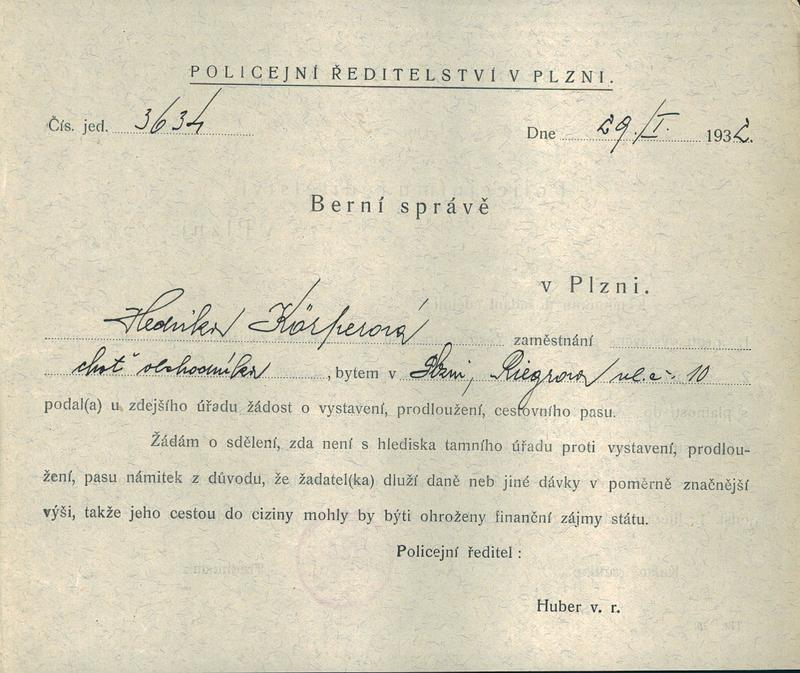 POLICEJNÍ ŘEDITELSTVÍ V PLZNI.
Čís. jed. 3634 Dne 29/I. 1932.
Berní správě
v Plzni.
Hedvika Körperová zaměstnání
choť obchodníka, bytem v Plzni, Riegrova ul. č. 10
podal(a) u zdejšího úřadu žádost o vystavení, prodloužení, cestovního pasu.
Žádám o sdělení, zda není s hlediska tamního úřadu proti vystavení, prodlou-
žení, pasu námitek z důvodu, že žadatel(ka) dluží daně neb jiné dávky v poměrně značnější
výši, takže jeho cestou do ciziny mohly by býti ohroženy finanční zájmy státu.
Policejní ředitel :
Huber v. r.